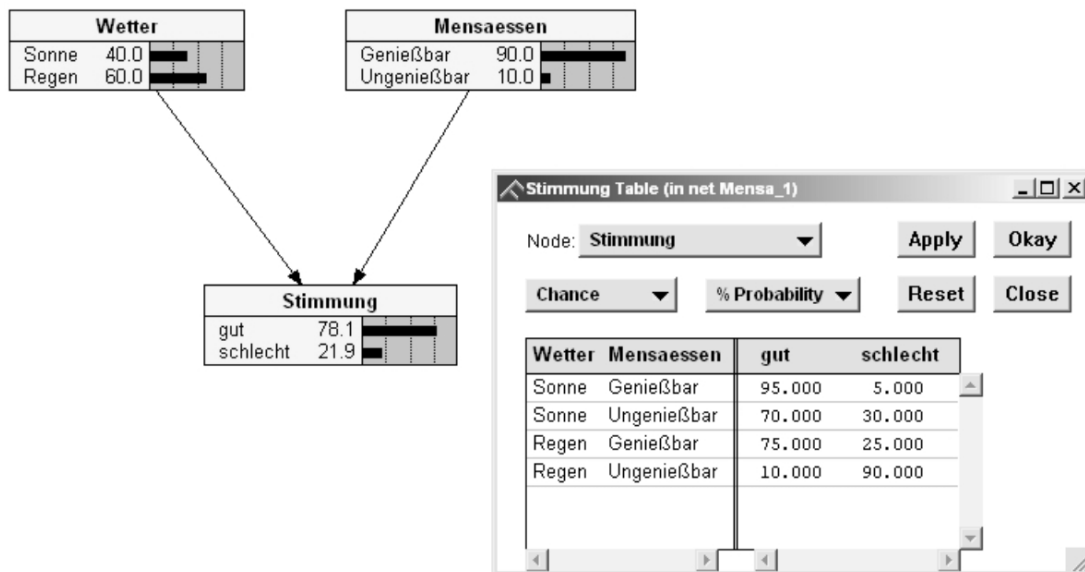 Wetter
Sonne 40.0
Regen 60.0
Mensaessen
Genießbar 90.0
Ungenießbar 10.0
Stimmung
gut 78.1
schlecht 21.9
Stimmung Table (in net Mensa_1)
Node: Stimmung Apply Okay
Chance % Probability Reset Close
Wetter Mensaessen gut schlecht
Sonne Genießbar 95.000 5.000
Sonne Ungenießbar 70.000 30.000
Regen Genießbar 75.000 25.000
Regen Ungenießbar 10.000 90.000